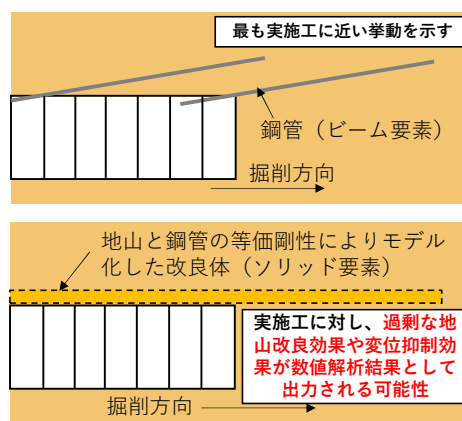 最も実施工に近い挙動を示す
鋼管（ビーム要素）
掘削方向
地山と鋼管の等価剛性によりモデル
化した改良体（ソリッド要素）
実施工に対し、過剰な地
山改良効果や変位抑制効
果が数値解析結果として
出力される可能性
掘削方向